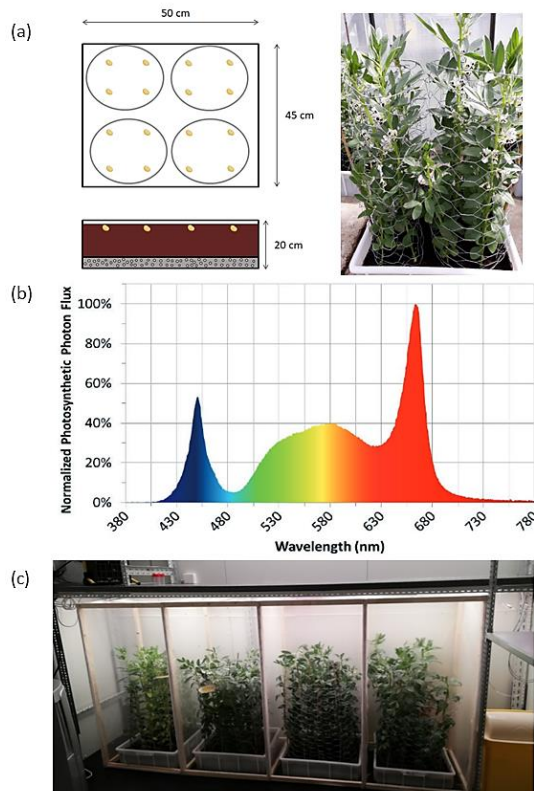 (a)
50 cm
45 cm
20 cm
(b)
Normalized Photosynthetic Photon Flux
100%
80%
60%
40%
20%
0%
380
430
480
530
580
630
680
730
780
Wavelength (nm)
(c)